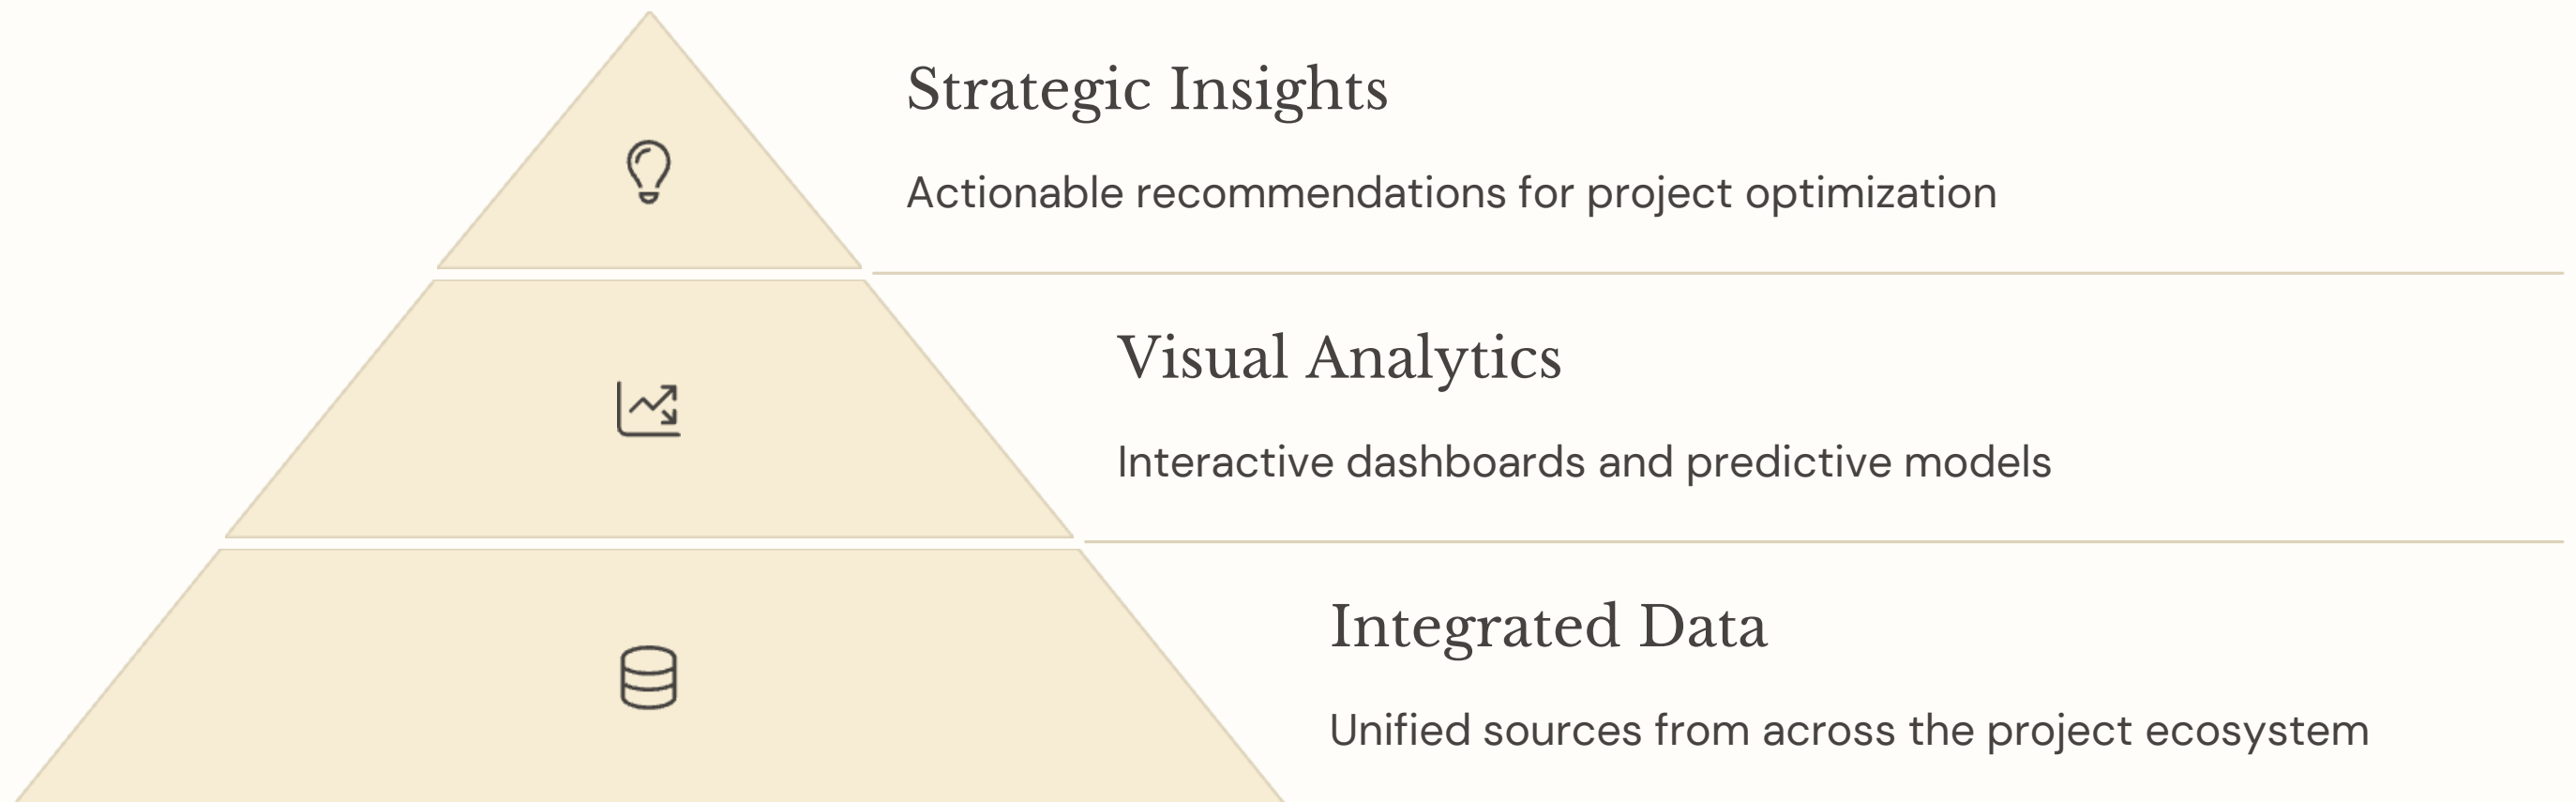 Strategic Insights
Actionable recommendations for project optimization
Visual Analytics
Interactive dashboards and predictive models
Integrated Data
Unified sources from across the project ecosystem